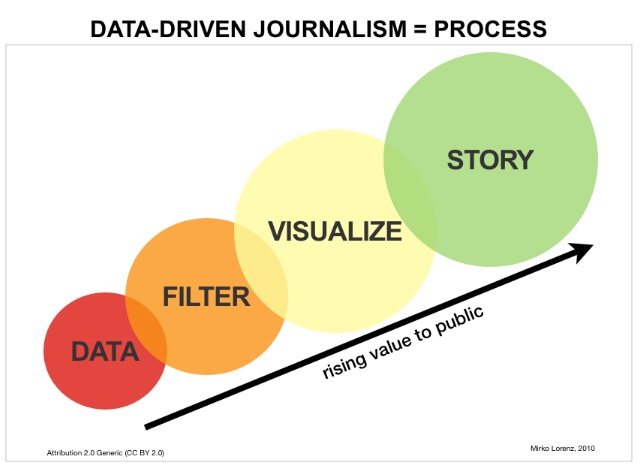 DATA-DRIVEN JOURNALISM = PROCESS
STORY
VISUALIZE
FILTER
DATA
rising value to public
Attribution 2.0 Generic (CC BY 2.0)
Mirko Lorenz, 2010